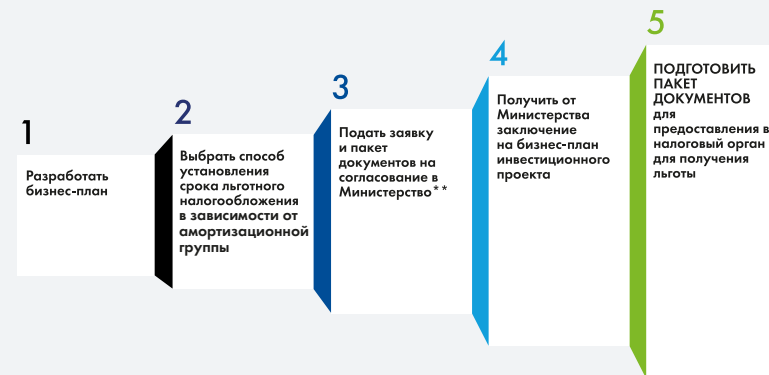 1
Разработать
бизнес-план
2
Выбрать способ
установления
срока льготного
налогообложения
в зависимости от
амортизационной
группы
3
Подать заявку
и пакет
документов на
согласование в
Министерство**
4
Получить от
Министерства
заключение
на бизнес-план
инвестиционного
проекта
5
ПОДГОТОВИТЬ
ПАКЕТ
ДОКУМЕНТОВ
для
предоставления в
налоговый орган
для получения
льготы